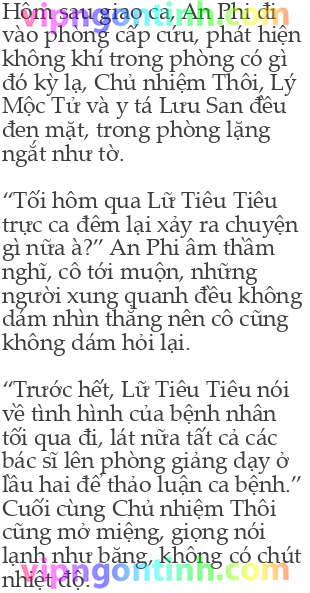 Hôm sau giao ca, An Phi đi
vào phòng cấp cứu, phát hiện
không khí trong phòng có gì
đó kỳ lạ, Chủ nhiệm Thôi, Lý
Mộc Tử và y tá Lưu San đều
đen mặt, trong phòng lặng
ngắt như tờ.
“Tối hôm qua Lữ Tiêu Tiêu
trực ca đêm lại xảy ra chuyện
gì nữa à?” An Phi âm thầm
nghĩ, cô tới muộn, những
người xung quanh đều không
dám nhìn thẳng nên cô cũng
không dám hỏi lại.
“Trước hết, Lữ Tiêu Tiêu nói
về tình hình của bệnh nhân
tối qua đi, lát nữa tất cả các
bác sĩ lên phòng giảng dạy ở
lầu hai để thảo luận ca bệnh.”
Cuối cùng Chủ nhiệm Thôi
cũng mở miệng, giọng nói
lạnh như băng, không có chút
nhiệt độ.
vipngontinh.com
vipngontinh.com